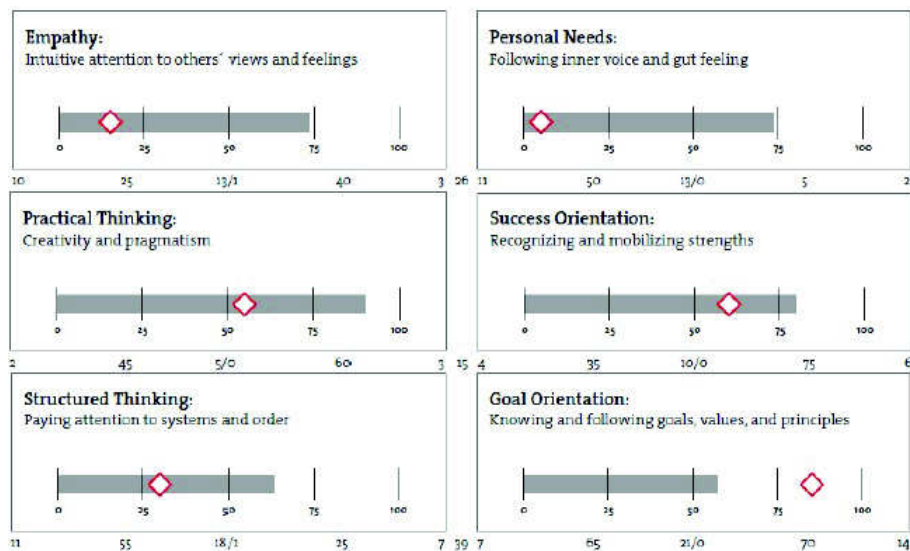 Empathy:
Intuitive attention to others´ views and feelings
0 25 50 75 100
10 25 13/1 40 3
Personal Needs:
Following inner voice and gut feeling
0 25 50 75 100
26 11 50 13/0 5 2
Practical Thinking:
Creativity and pragmatism
0 25 50 75 100
2 45 5/0 60 3
Success Orientation:
Recognizing and mobilizing strengths
0 25 50 75 100
15 4 35 10/0 75 6
Structured Thinking:
Paying attention to systems and order
0 25 50 75 100
11 55 18/1 25 7
Goal Orientation:
Knowing and following goals, values, and principles
0 25 50 75 100
39 7 65 21/0 70 14